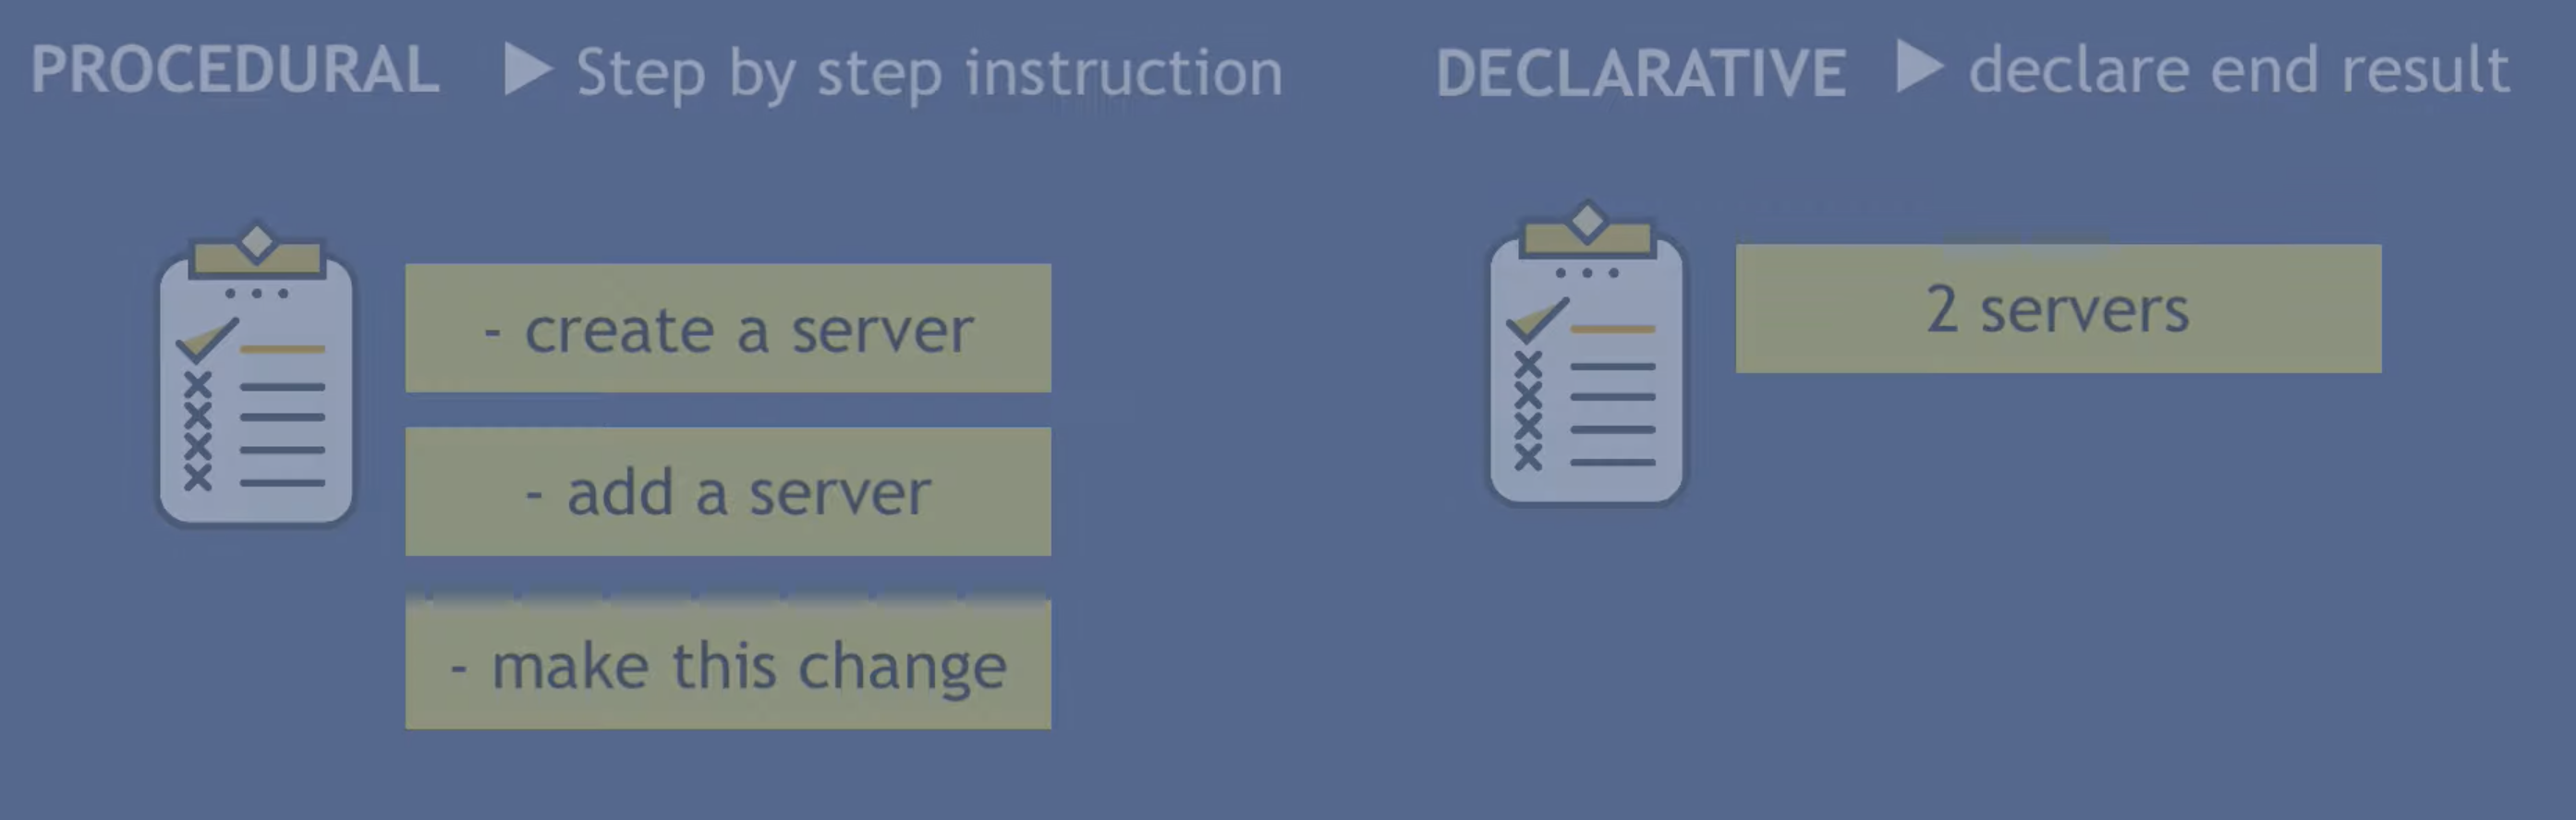 PROCEDURAL ▶ Step by step instruction
- create a server
- add a server
- make this change
DECLARATIVE ▶ declare end result
2 servers